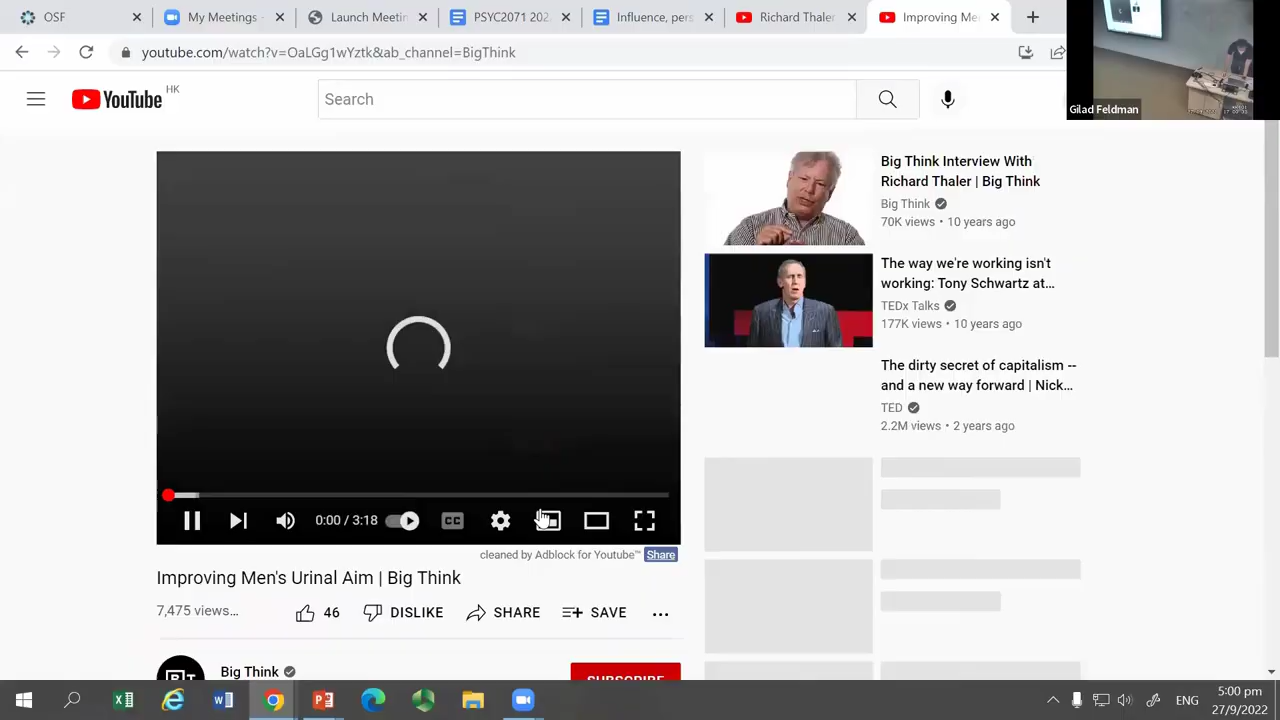 OSF
My Meetings -
Launch Meetin
PSYC2071 202
Influence, per
Richard Thaler
Improving Me
youtube.com/watch?v=OaLGq1wYztk&ab_channel=BigThink
YouTube HK
Search
Gilad Feldman
Big Think Interview With
Richard Thaler | Big Think
Big Think
70K views • 10 years ago
The way we're working isn't
working: Tony Schwartz at...
TEDx Talks
177K views • 10 years ago
The dirty secret of capitalism --
and a new way forward | Nick...
TED
2.2M views • 2 years ago
0:00 / 3:18
CC
cleaned by Adblock for Youtube™ Share
Improving Men's Urinal Aim | Big Think
7,475 views...
46
DISLIKE
SHARE
SAVE
Big Think
SUBSCRIBE
ENG
5:00 pm
27/9/2022